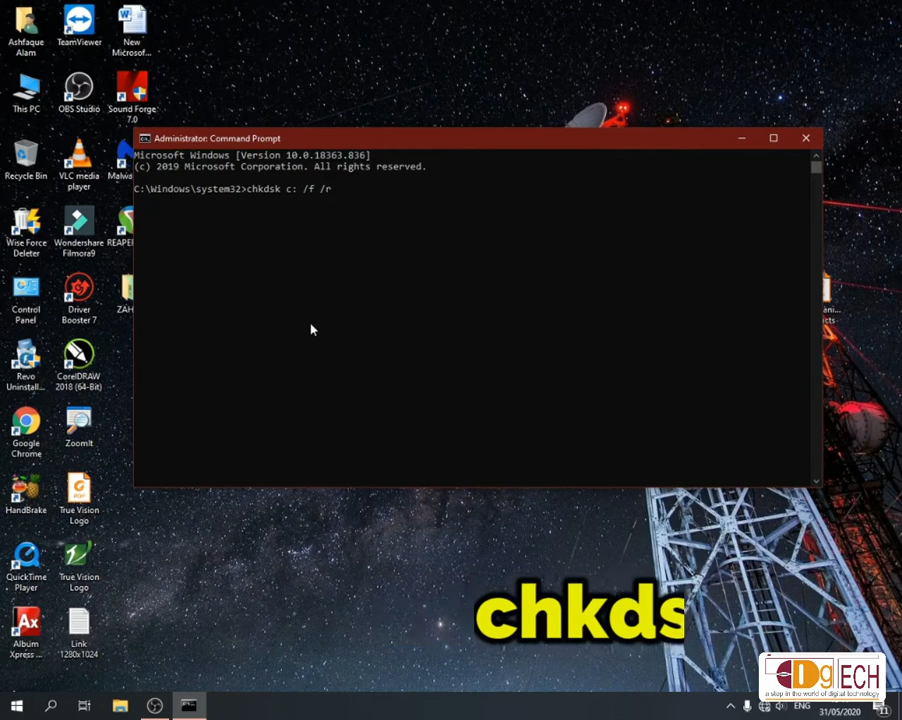 Ashfaque
Alam
TeamViewer
New
Microsof...
This PC
OBS Studio
Sound Forge
7.0
Recycle Bin
VLC media
player
Malwa
Wise Force
Deleter
Wondershare
Filmora9
REAPER
Control
Panel
Driver
Booster 7
ZAH
Revo
Uninstall...
CorelDRAW
2018 (64-Bit)
Google
Chrome
ZoomIt
HandBrake
True Vision
Logo
QuickTime
Player
True Vision
Logo
Album
Xpress ...
Link
1280x1024
Administrator: Command Prompt
Microsoft Windows [Version 10.0.18363.836]
(c) 2019 Microsoft Corporation. All rights reserved.
C:\Windows\system32>chkdsk c: /f /r
chkds
EDgTECH
a step in the world of digital technology
ENG
31/05/2020
11